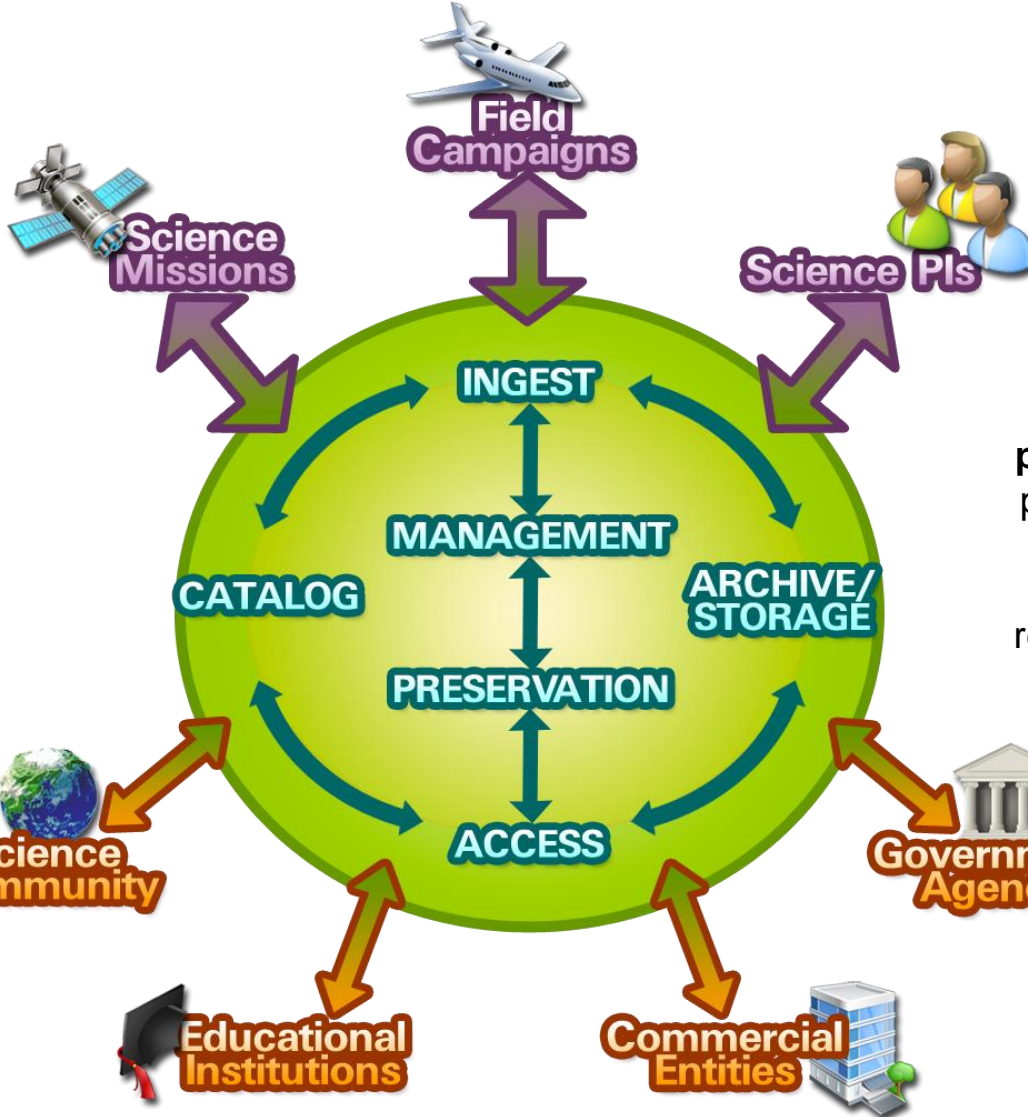 Field
Campaigns
Science
Missions
Science PIs
INGEST
MANAGEMENT
CATALOG
ARCHIVE/
STORAGE
PRESERVATION
ACCESS
Educational
Institutions
Commercial
Entities